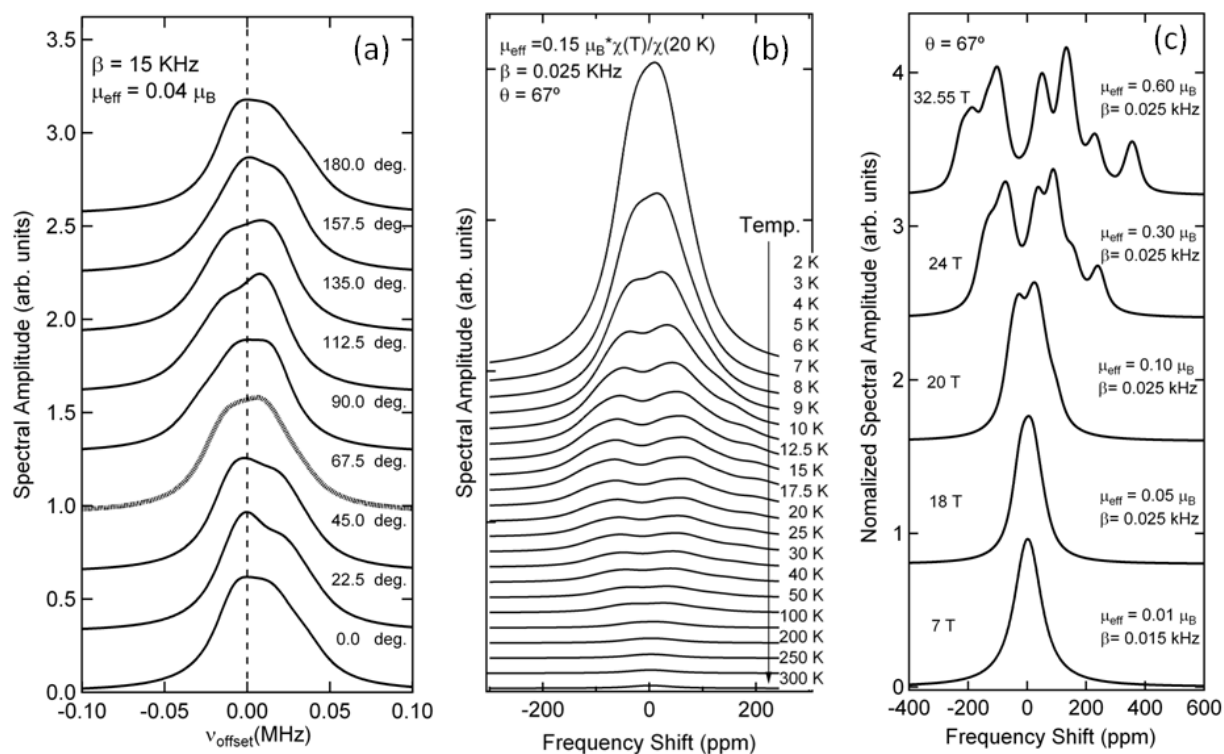 (a)
β = 15 KHz
μeff = 0.04 μB
180.0 deg.
157.5 deg.
135.0 deg.
112.5 deg.
90.0 deg.
67.5 deg.
45.0 deg.
22.5 deg.
0.0 deg.
Spectral Amplitude (arb. units)
3.5
3.0
2.5
2.0
1.5
1.0
0.5
0.0
-0.10
-0.05
0.00
0.05
0.10
νoffset(MHz)
(b)
μeff =0.15 μB*χ(T)/χ(20 K)
β = 0.025 KHz
θ = 67º
Temp.
2 K
3 K
4 K
5 K
6 K
7 K
8 K
9 K
10 K
12.5 K
15 K
17.5 K
20 K
25 K
30 K
40 K
50 K
100 K
200 K
250 K
300 K
Spectral Amplitude (arb. units)
-200
0
200
Frequency Shift (ppm)
(c)
θ = 67º
32.55 T
μeff = 0.60 μB
β = 0.025 kHz
24 T
μeff = 0.30 μB
β = 0.025 kHz
20 T
μeff = 0.10 μB
β = 0.025 kHz
18 T
μeff = 0.05 μB
β = 0.025 kHz
7 T
μeff = 0.01 μB
β = 0.015 kHz
Nomalized Spectral Amplitude (arb. units)
4
3
2
1
0
-400
-200
0
200
400
600
Frequency Shift (ppm)